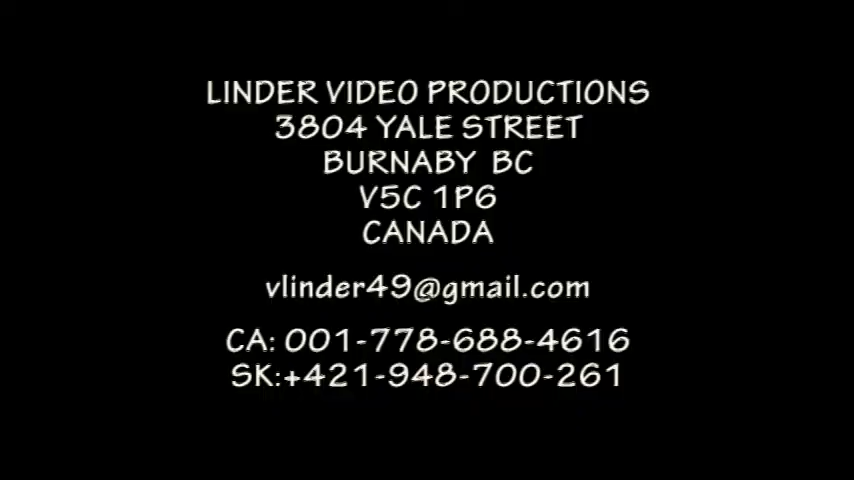 LINDER VIDEO PRODUCTIONS
3804 YALE STREET
BURNABY BC
V5C 1P6
CANADA
vlinder49@gmail.com
CA: 001-778-688-4616
SK:+421-948-700-261